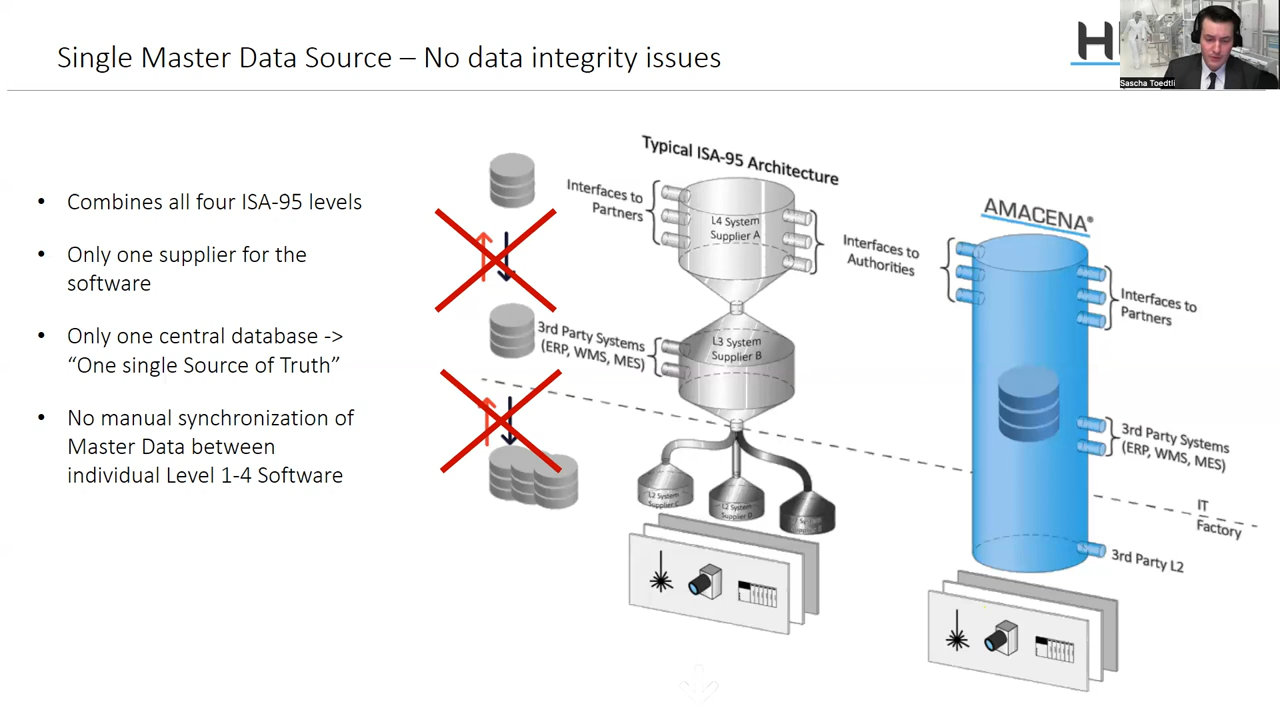 Single Master Data Source – No data integrity issues
Sascha Toedtli
• Combines all four ISA-95 levels
• Only one supplier for the
software
• Only one central database ->
“One single Source of Truth”
• No manual synchronization of
Master Data between
individual Level 1-4 Software
Typical ISA-95 Architecture
Interfaces to
Partners
L4 System
Supplier A
Interfaces to
Authorities
3rd Party Systems
(ERP, WMS, MES)
L3 System
Supplier B
L2 System
Supplier C
L2 System
Supplier D
AMACENA®
Interfaces to
Partners
3rd Party Systems
(ERP, WMS, MES)
IT
Factory
3rd Party L2